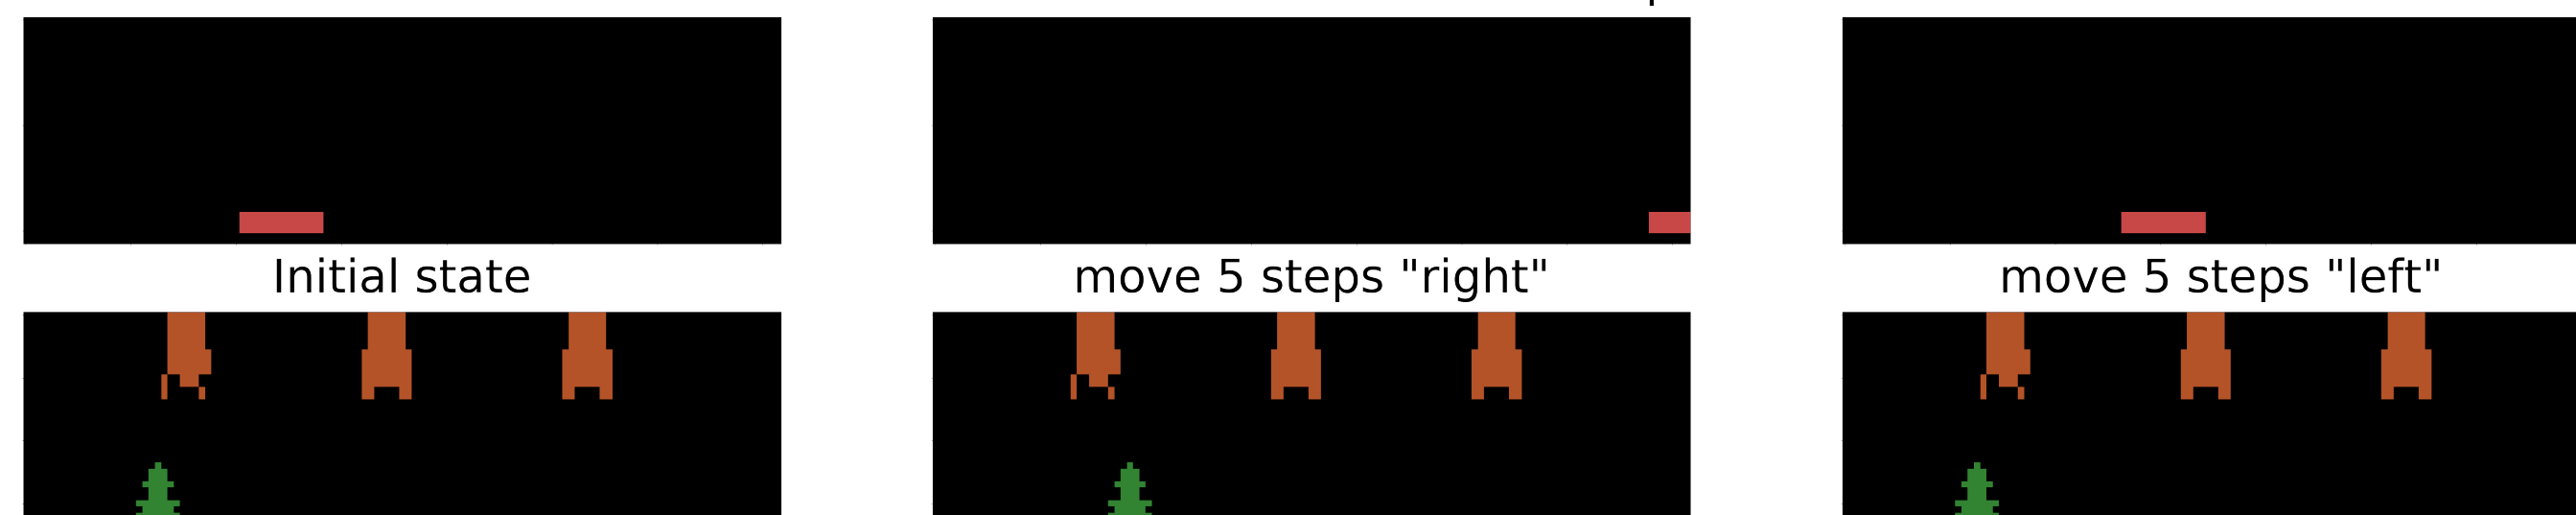 Initial state
move 5 steps "right"
move 5 steps "left"